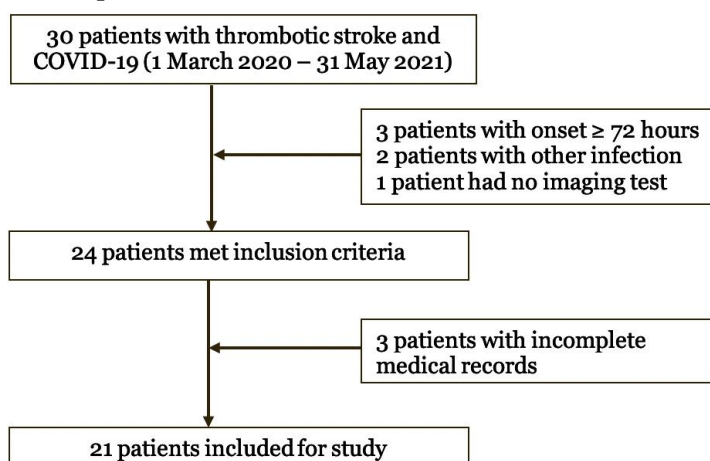 30 patients with thrombotic stroke and
COVID-19 (1 March 2020 – 31 May 2021)
3 patients with onset ≥ 72 hours
2 patients with other infection
1 patient had no imaging test
24 patients met inclusion criteria
3 patients with incomplete
medical records
21 patients included for study